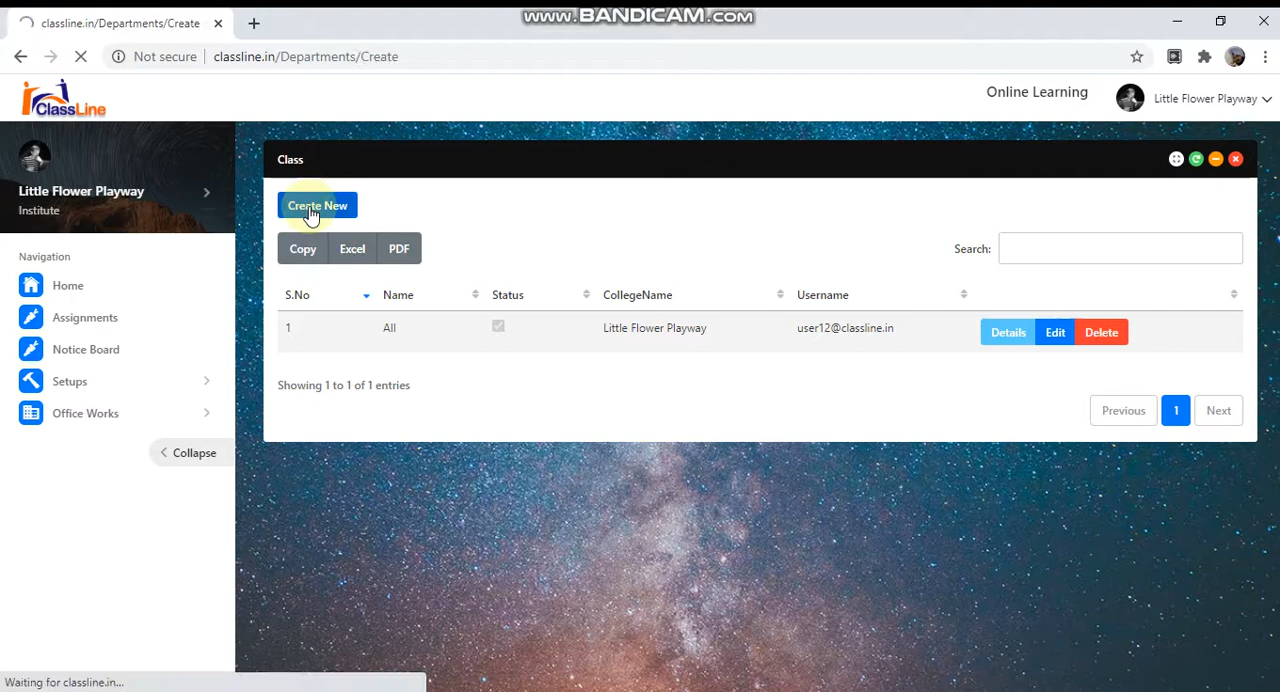 www.BANDICAM.com
classline.in/Departments/Create
Not secure
classline.in/Departments/Create
ClassLine
Online Learning
Little Flower Playway
Little Flower Playway
Institute
Navigation
Home
Assignments
Notice Board
Setups
Office Works
Collapse
Class
Create New
Copy Excel PDF
Search:
S.No Name Status CollegeName Username
1 All Little Flower Playway user12@classline.in Details Edit Delete
Showing 1 to 1 of 1 entries
Previous 1 Next
Waiting for classline.in...